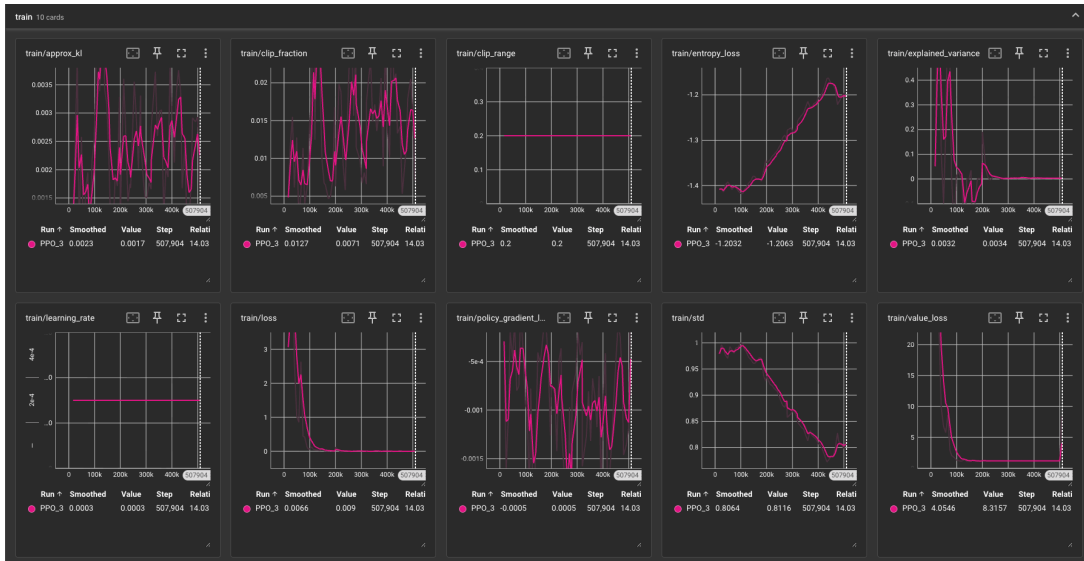 train 10 cards
train/approx_kl
0.0035
0.003
0.0025
0.002
0.0015
0 100k 200k 300k 400k 507904
Run ↑ Smoothed Value Step Relati
PPO_3 0.0023 0.0017 507,904 14.03
train/clip_fraction
0.02
0.015
0.01
0.005
0 100k 200k 300k 400k 507904
Run ↑ Smoothed Value Step Relati
PPO_3 0.0127 0.0071 507,904 14.03
train/clip_range
0.3
0.2
0.1
0 100k 200k 300k 400k 507904
Run ↑ Smoothed Value Step Relati
PPO_3 0.2 0.2 507,904 14.03
train/entropy_loss
-1.2
-1.3
-1.4
0 100k 200k 300k 400k 507904
Run ↑ Smoothed Value Step Relati
PPO_3 -1.2032 -1.2063 507,904 14.03
train/explained_variance
0.4
0.3
0.2
0.1
0
0 100k 200k 300k 400k 507904
Run ↑ Smoothed Value Step Relati
PPO_3 0.0032 0.0034 507,904 14.03
train/learning_rate
4e-4
...0
2e-4
...0
0 100k 200k 300k 400k 507904
Run ↑ Smoothed Value Step Relati
PPO_3 0.0003 0.0003 507,904 14.03
train/loss
3
2
1
0
0 100k 200k 300k 400k 507904
Run ↑ Smoothed Value Step Relati
PPO_3 0.0066 0.009 507,904 14.03
train/policy_gradient_l...
-5e-4
-0.001
-0.0015
0 100k 200k 300k 400k 507904
Run ↑ Smoothed Value Step Relati
PPO_3 -0.0005 0.0005 507,904 14.03
train/std
1
0.95
0.9
0.85
0.8
0 100k 200k 300k 400k 507904
Run ↑ Smoothed Value Step Relati
PPO_3 0.8064 0.8116 507,904 14.03
train/value_loss
20
15
10
5
0 100k 200k 300k 400k 507904
Run ↑ Smoothed Value Step Relati
PPO_3 4.0546 8.3157 507,904 14.03